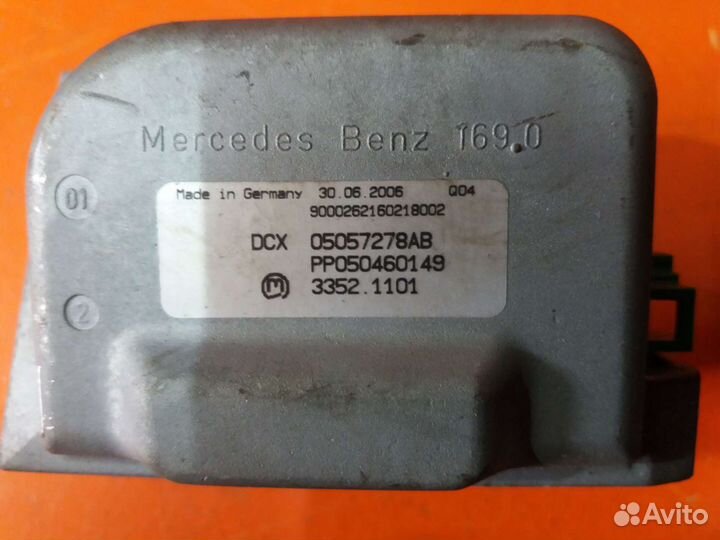 Mercedes Benz 169.0
01
Made in Germany 30.06.2006 Q04
9000262160218002
DCX 05057278AB
PP050460149
M 3352.1101
2
Avito